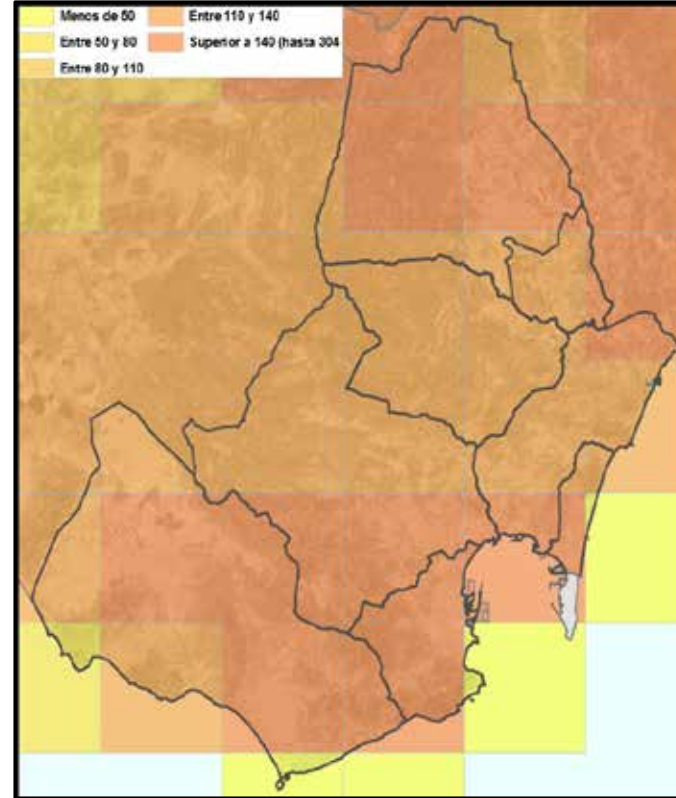 Menos de 50
Entre 50 y 80
Entre 80 y 110
Entre 110 y 140
Superior a 140 (hasta 304